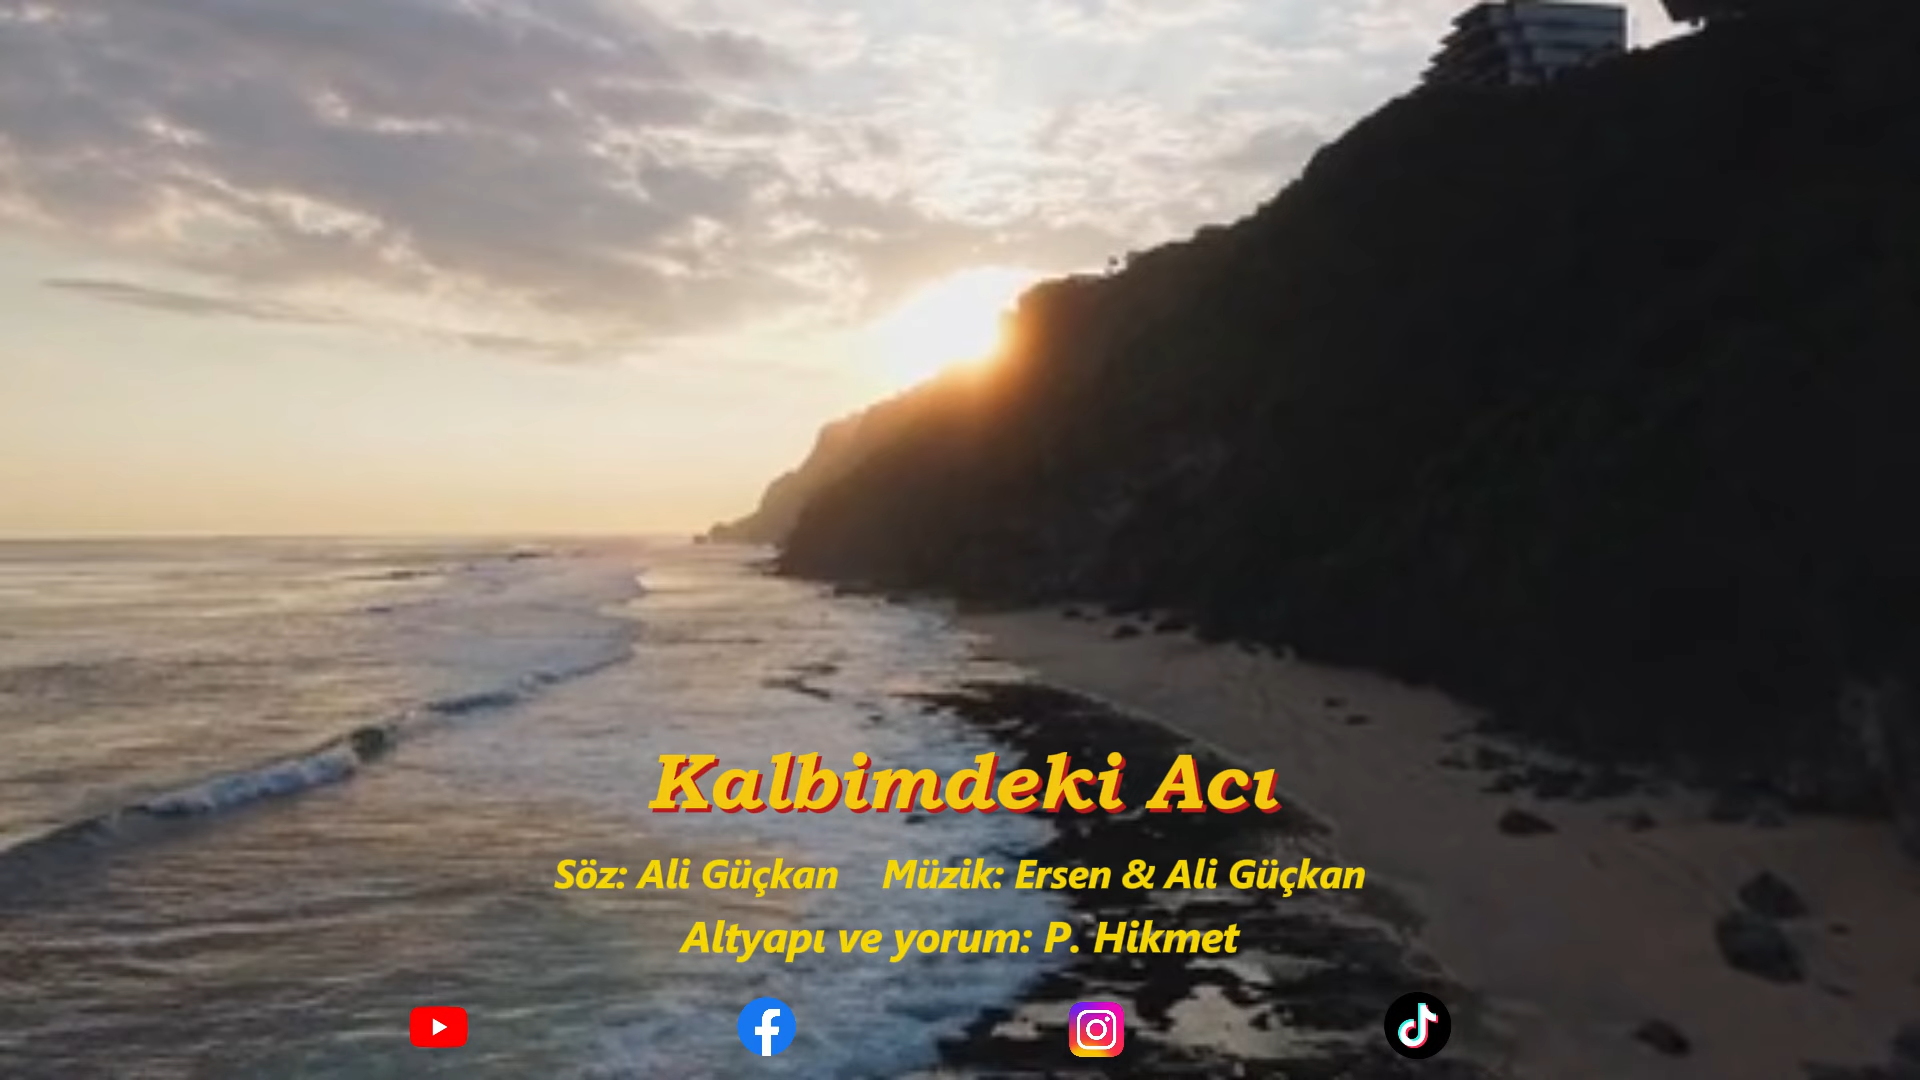 Kalbimdeki Acı
Söz: Ali Güçkan    Müzik: Ersen & Ali Güçkan
Altyapı ve yorum: P. Hikmet